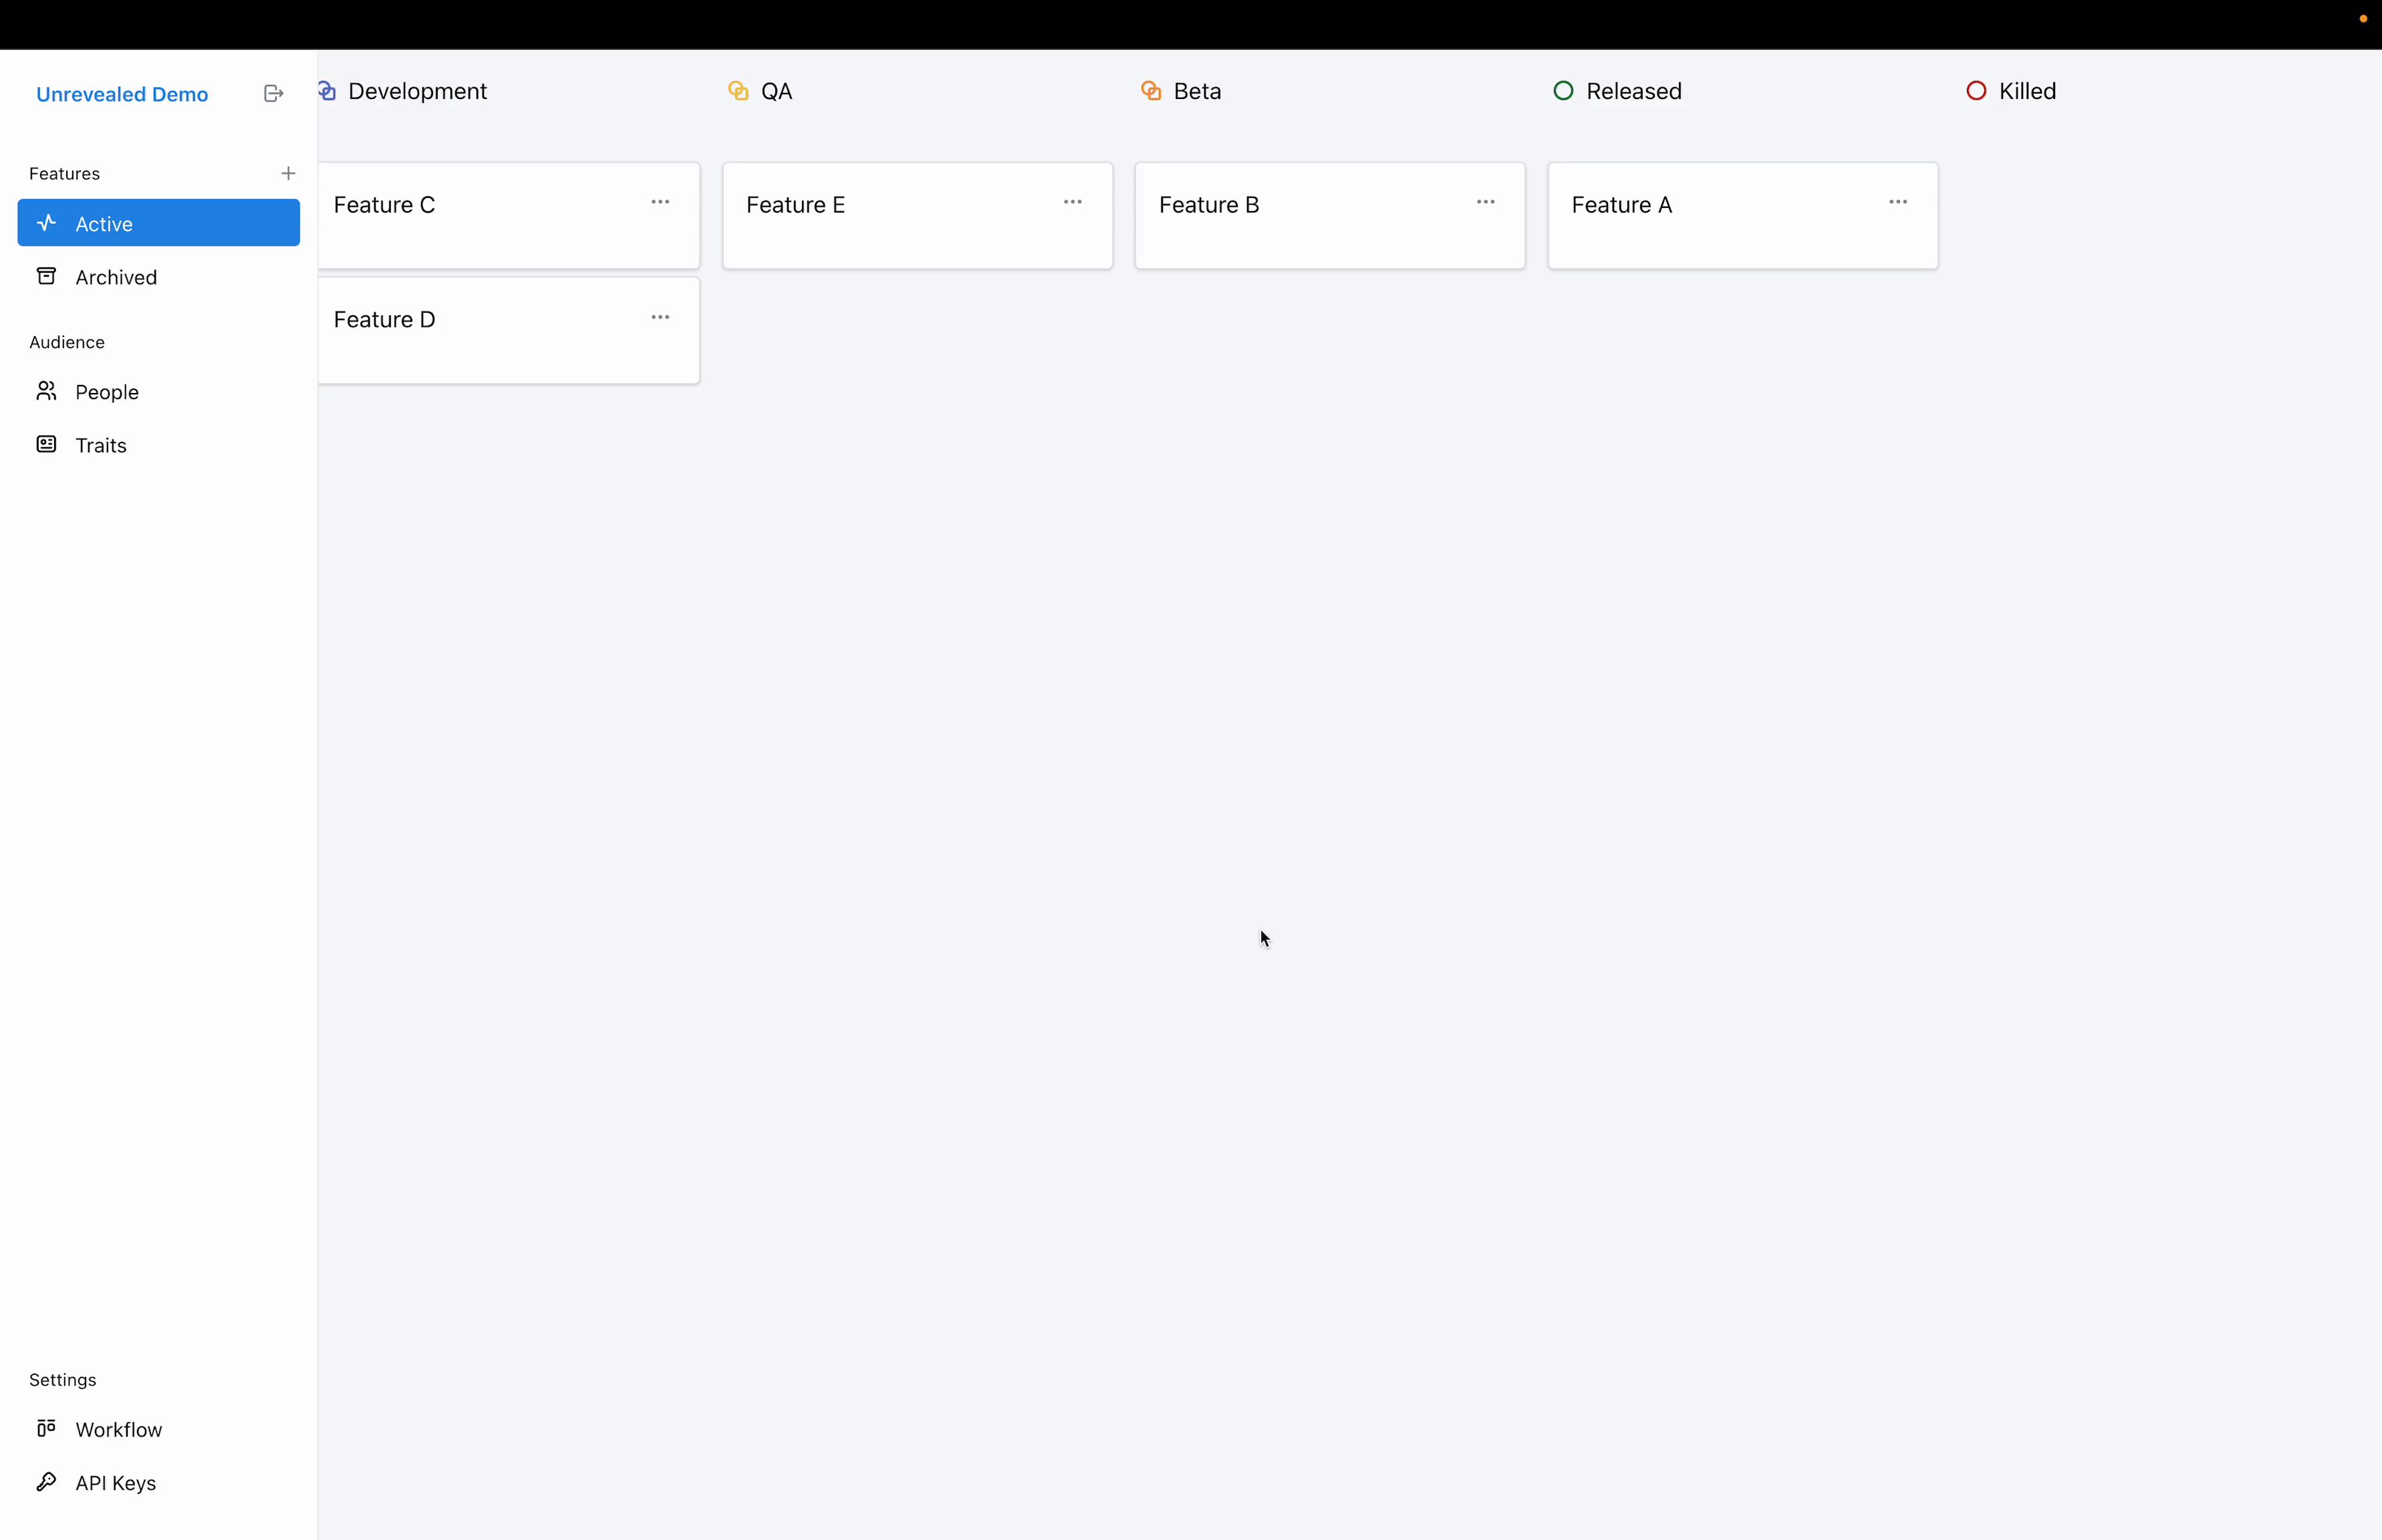 Unrevealed Demo
Features
Active
Archived
Audience
People
Traits
Settings
Workflow
API Keys
Development
Feature C
Feature D
QA
Feature E
Beta
Feature B
Released
Feature A
Killed